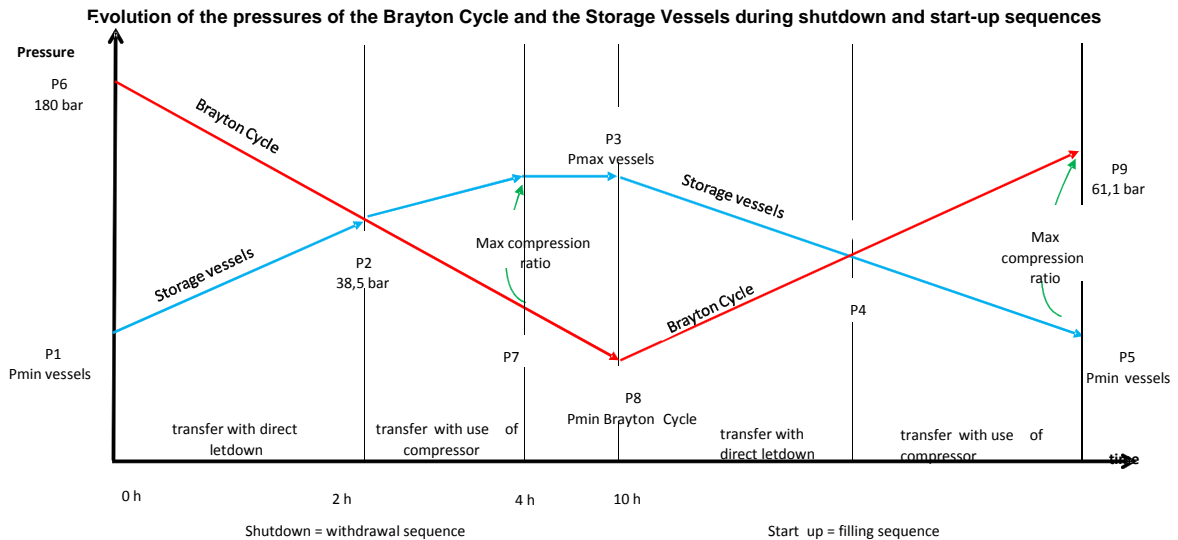 Evolution of the pressures of the Brayton Cycle and the Storage Vessels during shutdown and start-up sequences
Pressure
P6
180 bar
Brayton Cycle
Storage vessels
P1
Pmin vessels
P2
38,5 bar
Max compression
ratio
P7
P3
Pmax vessels
P8
Pmin Brayton Cycle
Storage vessels
Brayton Cycle
P4
P9
61,1 bar
Max
compression
ratio
P5
Pmin vessels
transfer with direct
letdown
transfer with use of
compressor
transfer with
direct letdown
transfer with use of
compressor
time
0 h
2 h
4 h
10 h
Shutdown = withdrawal sequence
Start up = filling sequence